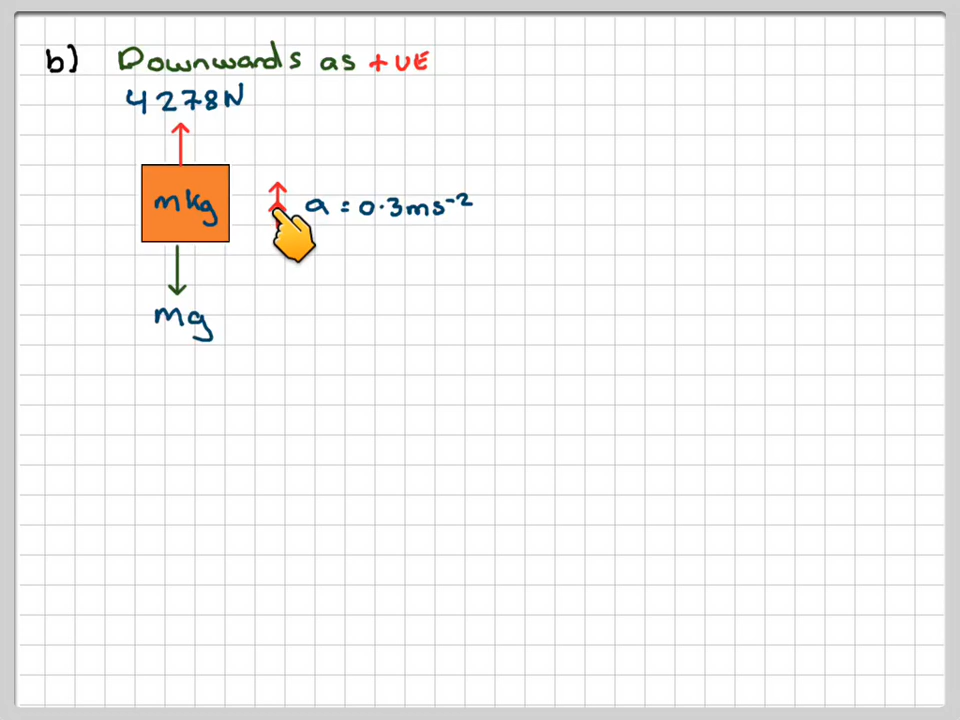 b) Downwards as +VE
4278N
mkg
a = 0.3ms⁻²
mg